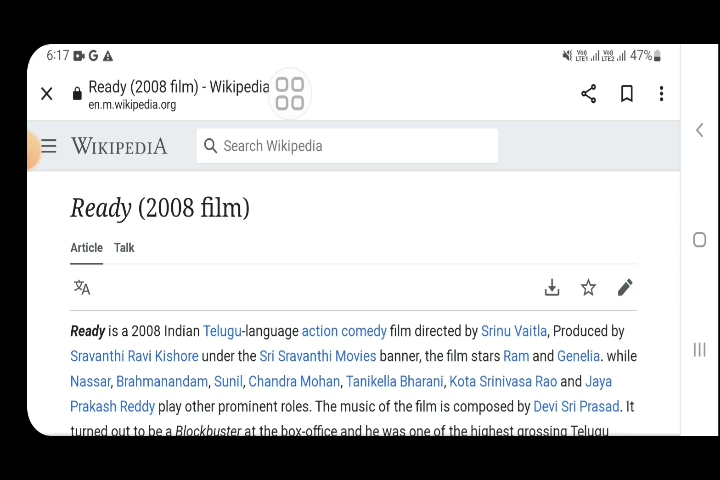 6:17 G Vo) LTE1 Vo) LTE2 47%
Ready (2008 film) - Wikipedia
en.m.wikipedia.org
WIKIPEDIA Search Wikipedia
Ready (2008 film)
Article Talk
Ready is a 2008 Indian Telugu-language action comedy film directed by Srinu Vaitla, Produced by
Sravanthi Ravi Kishore under the Sri Sravanthi Movies banner, the film stars Ram and Genelia. while
Nassar, Brahmanandam, Sunil, Chandra Mohan, Tanikella Bharani, Kota Srinivasa Rao and Jaya
Prakash Reddy play other prominent roles. The music of the film is composed by Devi Sri Prasad. It
turned out to be a Blockbuster at the box-office and he was one of the highest grossing Telugu